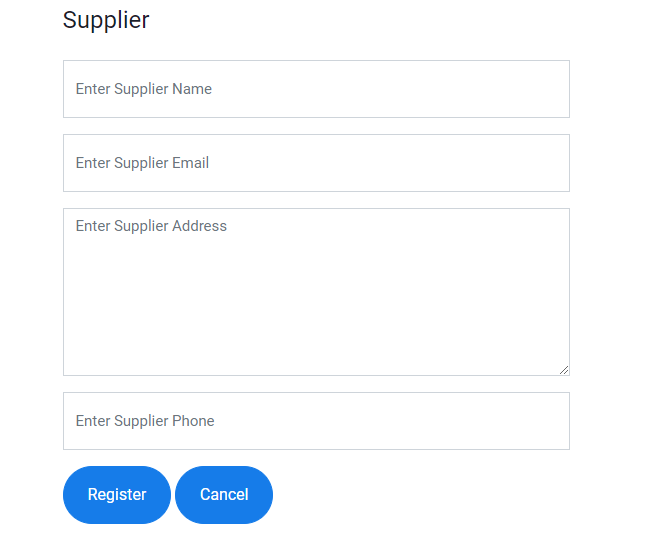 Supplier
Enter Supplier Name
Enter Supplier Email
Enter Supplier Address
Enter Supplier Phone
Register Cancel